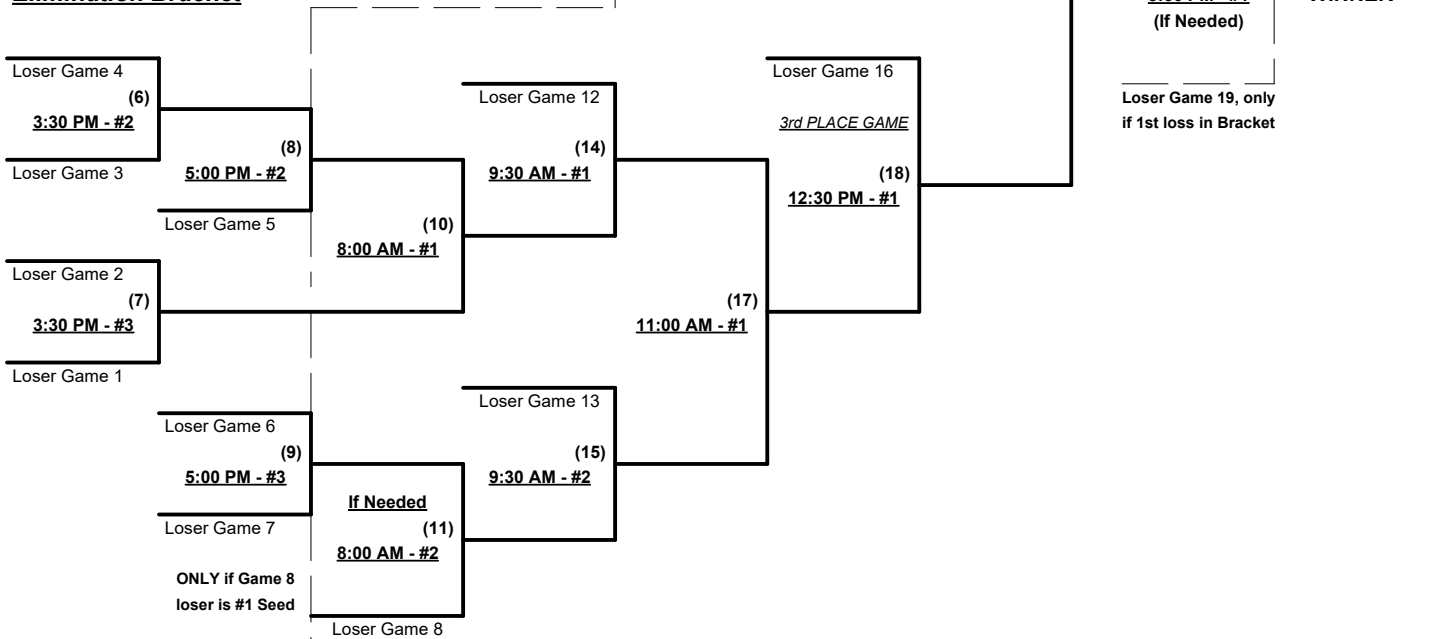 Elimination Bracket
(If Needed)
Loser Game 4
(6)
3:30 PM - #2
Loser Game 3
(8)
5:00 PM - #2
Loser Game 5
Loser Game 2
(7)
3:30 PM - #3
Loser Game 1
(10)
8:00 AM - #1
Loser Game 12
(14)
9:30 AM - #1
Loser Game 16
3rd PLACE GAME
(18)
12:30 PM - #1
Loser Game 19, only
if 1st loss in Bracket
(17)
11:00 AM - #1
Loser Game 6
(9)
5:00 PM - #3
Loser Game 7
Loser Game 13
(15)
9:30 AM - #2
If Needed
(11)
8:00 AM - #2
ONLY if Game 8
loser is #1 Seed
Loser Game 8